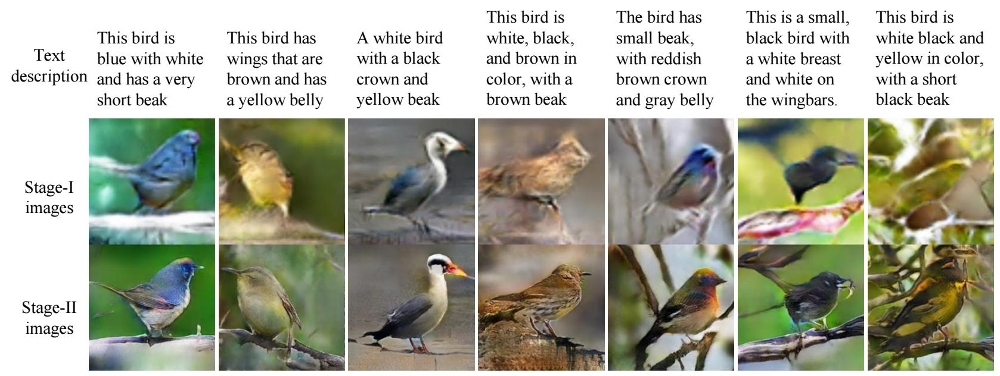 Text
description
This bird is
blue with white
and has a very
short beak
This bird has
wings that are
brown and has
a yellow belly
A white bird
with a black
crown and
yellow beak
This bird is
white, black,
and brown in
color, with a
brown beak
The bird has
small beak,
with reddish
brown crown
and gray belly
This is a small,
black bird with
a white breast
and white on
the wingbars.
This bird is
white black and
yellow in color,
with a short
black beak
Stage-I
images
Stage-II
images